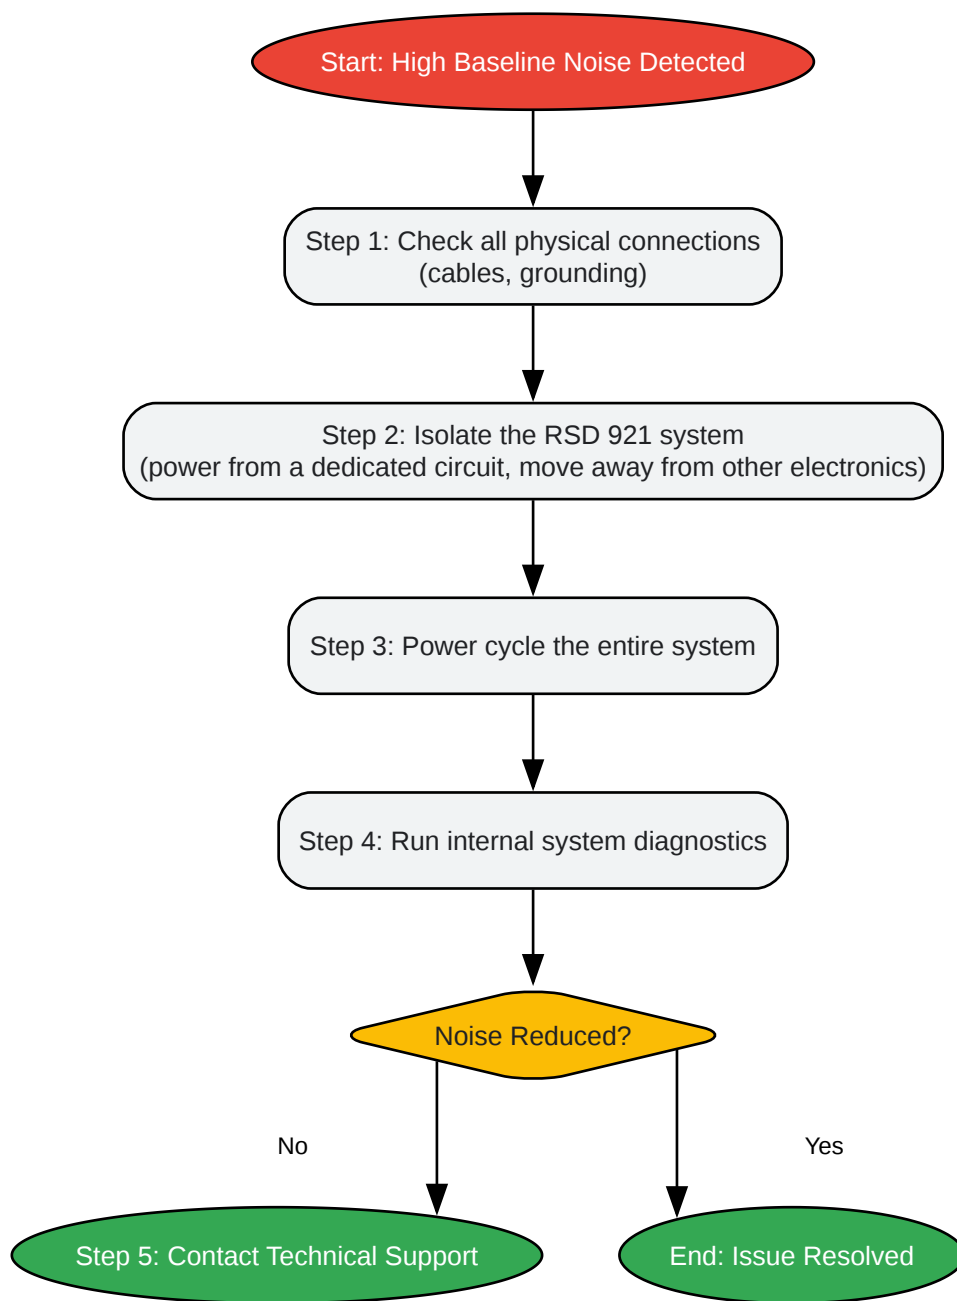 Start: High Baseline Noise Detected
Step 1: Check all physical connections
(cables, grounding)
Step 2: Isolate the RSD 921 system
(power from a dedicated circuit, move away from other electronics)
Step 3: Power cycle the entire system
Step 4: Run internal system diagnostics
Noise Reduced?
No
Yes
Step 5: Contact Technical Support
End: Issue Resolved